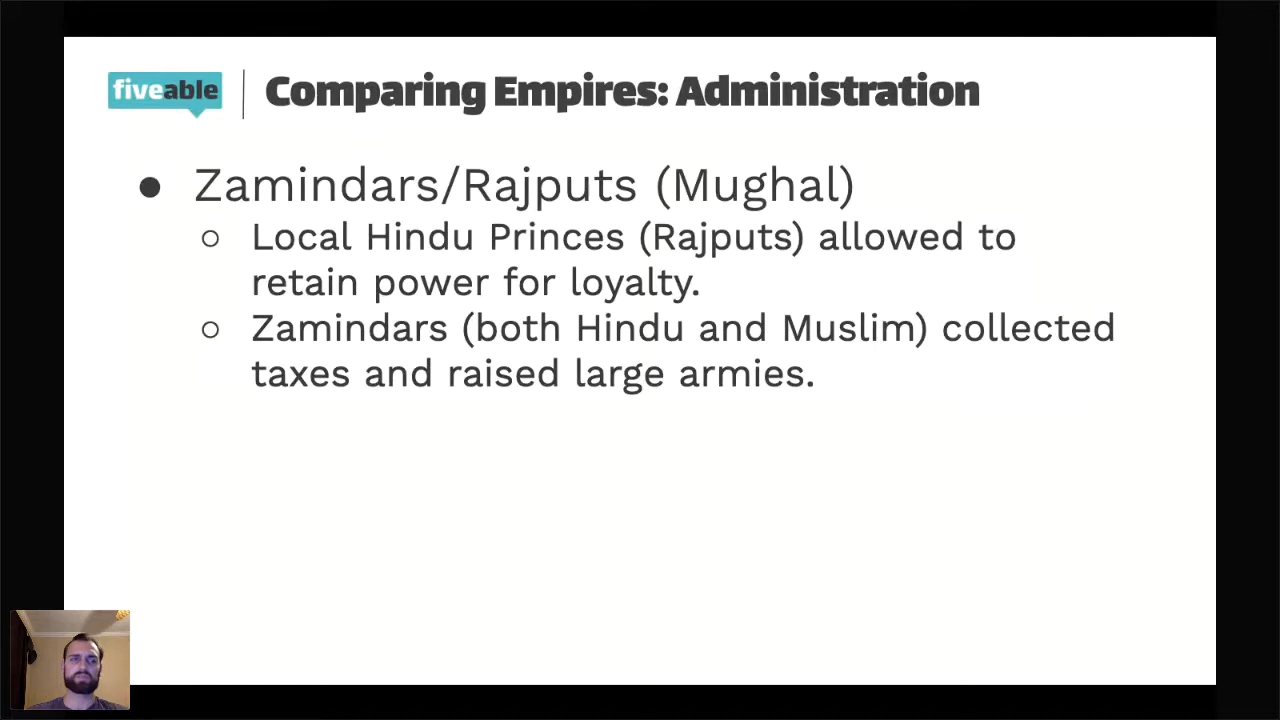 fiveable
Comparing Empires: Administration
● Zamindars/Rajputs (Mughal)
○ Local Hindu Princes (Rajputs) allowed to
retain power for loyalty.
○ Zamindars (both Hindu and Muslim) collected
taxes and raised large armies.